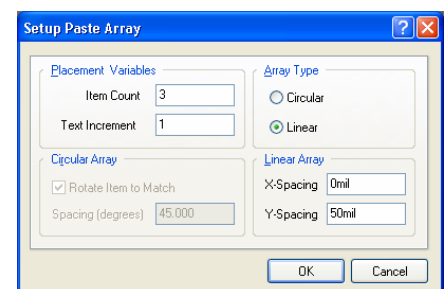 Setup Paste Array
Placement Variables
Item Count 3
Text Increment 1
Array Type
Circular
Linear
Circular Array
Rotate Item to Match
Spacing (degrees) 45.000
Linear Array
X-Spacing 0mil
Y-Spacing 50mil
OK Cancel